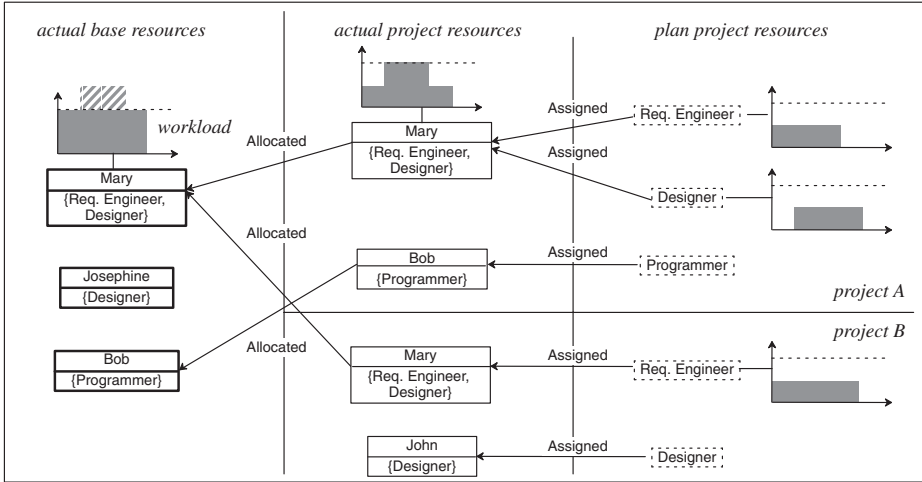 actual base resources
actual project resources
plan project resources
workload
Mary
{Req. Engineer,
Designer}
Josephine
{Designer}
Bob
{Programmer}
Allocated
Allocated
Allocated
Mary
{Req. Engineer,
Designer}
Bob
{Programmer}
Mary
{Req. Engineer,
Designer}
John
{Designer}
Assigned
Assigned
Assigned
Assigned
Assigned
Req. Engineer
Designer
Programmer
project A
project B
Req. Engineer
Designer